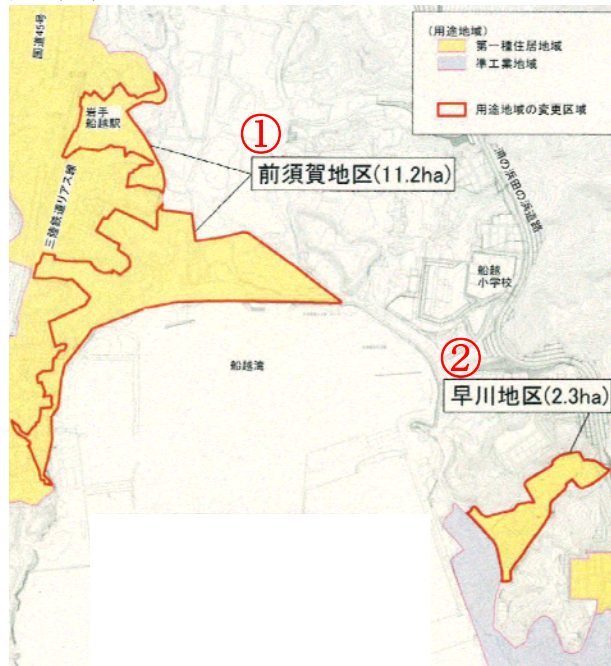 国道45号
(用途地域)
第一種住居地域
準工業地域
用途地域の変更区域
岩手
船越駅
①
前須賀地区(11.2ha)
三陸鉄道リアス線
浦の浜田の浜道路
船越
小学校
船越湾
②
早川地区(2.3ha)